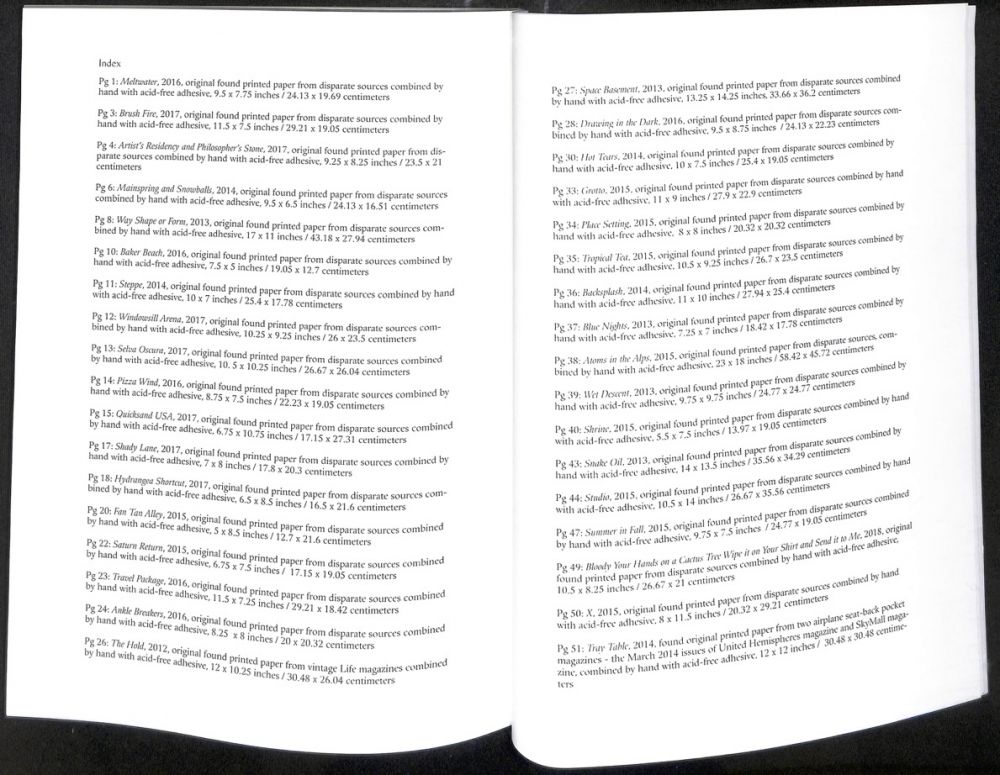 Index
Pg 1: Meltwater, 2016, original found printed paper from disparate sources combined by
hand with acid-free adhesive, 9.5 x 7.75 inches / 24.13 x 19.69 centimeters
Pg 3: Brush Fire, 2017, original found printed paper from disparate sources combined by
hand with acid-free adhesive, 11.5 x 7.5 inches / 29.21 x 19.05 centimeters
Pg 4: Artist's Residency and Philosopher's Stone, 2017, original found printed paper from dis-
parate sources combined by hand with acid-free adhesive, 9.25 x 8.25 inches / 23.5 x 21
centimeters
Pg 6: Mainspring and Snowballs, 2014, original found printed paper from disparate sources
combined by hand with acid-free adhesive, 9.5 x 6.5 inches / 24.13 x 16.51 centimeters
Pg 8: Way Shape or Form, 2013, original found printed paper from disparate sources com-
bined by hand with acid-free adhesive, 17 x 11 inches / 43.18 x 27.94 centimeters
Pg 10: Baker Beach, 2016, original found printed paper from disparate sources combined by
hand with acid-free adhesive, 7.5 x 5 inches / 19.05 x 12.7 centimeters
Pg 11: Steppe, 2014, original found printed paper from disparate sources combined by hand
with acid-free adhesive, 10 x 7 inches / 25.4 x 17.78 centimeters
Pg 12: Windowsill Arena, 2017, original found printed paper from disparate sources com-
bined by hand with acid-free adhesive, 10.25 x 9.25 inches / 26 x 23.5 centimeters
Pg 13: Selva Oscura, 2017, original found printed paper from disparate sources combined
by hand with acid-free adhesive, 10. 5 x 10.25 inches / 26.67 x 26.04 centimeters
Pg 14: Pizza Wind, 2016, original found printed paper from disparate sources combined by
hand with acid-free adhesive, 8.75 x 7.5 inches / 22.23 x 19.05 centimeters
Pg 15: Quicksand USA, 2017, original found printed paper from disparate sources combined
by hand with acid-free adhesive, 6.75 x 10.75 inches / 17.15 x 27.31 centimeters
Pg 17: Shady Lane, 2017, original found printed paper from disparate sources combined by
hand with acid-free adhesive, 7 x 8 inches / 17.8 x 20.3 centimeters
Pg 18: Hydrangea Shortcut, 2017, original found printed paper from disparate sources com-
bined by hand with acid-free adhesive, 6.5 x 8.5 inches / 16.5 x 21.6 centimeters
Pg 20: Fan Tan Alley, 2015, original found printed paper from disparate sources combined
by hand with acid-free adhesive, 5 x 8.5 inches / 12.7 x 21.6 centimeters
Pg 22: Saturn Return, 2015, original found printed paper from disparate sources combined
by hand with acid-free adhesive, 6.75 x 7.5 inches / 17.15 x 19.05 centimeters
Pg 23: Travel Package, 2016, original found printed paper from disparate sources combined
by hand with acid-free adhesive, 11.5 x 7.25 inches / 29.21 x 18.42 centimeters
Pg 24: Ankle Breakers, 2016, original found printed paper from disparate sources combined
by hand with acid-free adhesive, 8.25 x 8 inches / 20 x 20.32 centimeters
Pg 26: The Hold, 2012, original found printed paper from vintage Life magazines combined
by hand with acid-free adhesive, 12 x 10.25 inches / 30.48 x 26.04 centimeters
Pg 27: Space Basement, 2013, original found printed paper from disparate sources combined
by hand with acid-free adhesive, 13.25 x 14.25 inches, 33.66 x 36.2 centimeters
Pg 28: Drawing in the Dark, 2016, original found printed paper from disparate sources com-
bined by hand with acid-free adhesive, 9.5 x 8.75 inches / 24.13 x 22.23 centimeters
Pg 30: Hot Tears, 2014, original found printed paper from disparate sources combined by
hand with acid-free adhesive, 10 x 7.5 inches / 25.4 x 19.05 centimeters
Pg 33: Grotto, 2015, original found printed paper from disparate sources combined by hand
with acid-free adhesive, 11 x 9 inches / 27.9 x 22.9 centimeters
Pg 34: Place Setting, 2015, original found printed paper from disparate sources combined by
hand with acid-free adhesive, 8 x 8 inches / 20.32 x 20.32 centimeters
Pg 35: Tropical Tea, 2015, original found printed paper from disparate sources combined by
hand with acid-free adhesive, 10.5 x 9.25 inches / 26.7 x 23.5 centimeters
Pg 36: Backsplash, 2014, original found printed paper from disparate sources combined by
hand with acid-free adhesive, 11 x 10 inches / 27.94 x 25.4 centimeters
Pg 37: Blue Nights, 2013, original found printed paper from disparate sources combined by
hand with acid-free adhesive, 7.25 x 7 inches / 18.42 x 17.78 centimeters
Pg 38: Atoms in the Alps, 2015, original found printed paper from disparate sources, com-
bined by hand with acid-free adhesive, 23 x 18 inches / 58.42 x 45.72 centimeters
Pg 39: Wet Descent, 2013, original found printed paper from disparate sources combined by
hand with acid-free adhesive, 9.75 x 9.75 inches / 24.77 x 24.77 centimeters
Pg 40: Shrine, 2015, original found printed paper from disparate sources combined by hand
with acid-free adhesive, 5.5 x 7.5 inches / 13.97 x 19.05 centimeters
Pg 43: Snake Oil, 2013, original found printed paper from disparate sources combined by
hand with acid-free adhesive, 14 x 13.5 inches / 35.56 x 34.29 centimeters
Pg 44: Studio, 2015, original found printed paper from disparate sources combined by hand
with acid-free adhesive, 10.5 x 14 inches / 26.67 x 35.56 centimeters
Pg 47: Summer in Fall, 2015, original found printed paper from disparate sources combined
by hand with acid-free adhesive, 9.75 x 7.5 inches / 24.77 x 19.05 centimeters
Pg 49: Bloody Your Hands on a Cactus Tree Wipe it on Your Shirt and Send it to Me, 2018, original
found printed paper from disparate sources combined by hand with acid-free adhesive,
10.5 x 8.25 inches / 26.67 x 21 centimeters
Pg 50: X, 2015, original found printed paper from disparate sources combined by hand
with acid-free adhesive, 8 x 11.5 inches / 20.32 x 29.21 centimeters
Pg 51: Tray Table, 2014, found original printed paper from two airplane seat-back pocket
magazines - the March 2014 issues of United Hemispheres magazine and SkyMall maga-
zine, combined by hand with acid-free adhesive, 12 x 12 inches / 30.48 x 30.48 centime-
ters